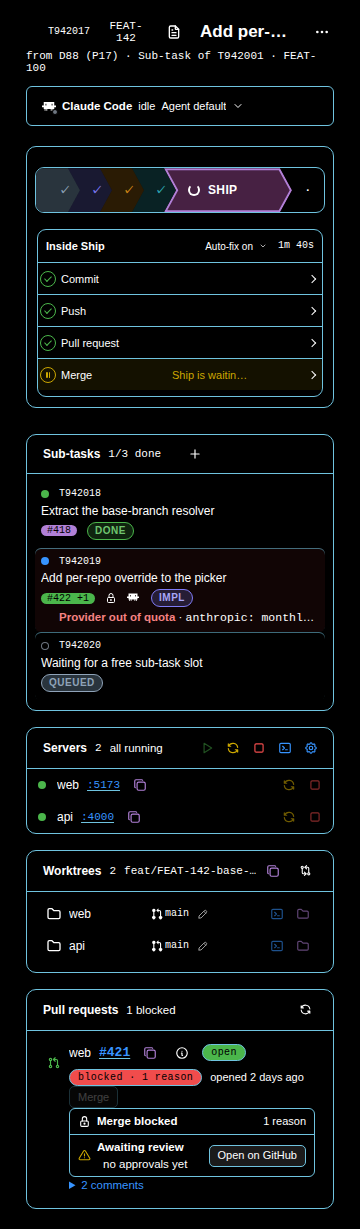 T942017 FEAT-142 Add per-…
from D88 (P17) · Sub-task of T942001 · FEAT-100
Claude Code idle Agent default
SHIP
Inside Ship Auto-fix on 1m 40s
Commit
Push
Pull request
Merge Ship is waitin…
Sub-tasks 1/3 done
T942018
Extract the base-branch resolver
#418 DONE
T942019
Add per-repo override to the picker
#422 +1 IMPL
Provider out of quota · anthropic: monthl…
T942020
Waiting for a free sub-task slot
QUEUED
Servers 2 all running
web :5173
api :4000
Worktrees 2 feat/FEAT-142-base-…
web main
api main
Pull requests 1 blocked
web #421 open
blocked · 1 reason opened 2 days ago
Merge
Merge blocked 1 reason
Awaiting review
no approvals yet
Open on GitHub
2 comments